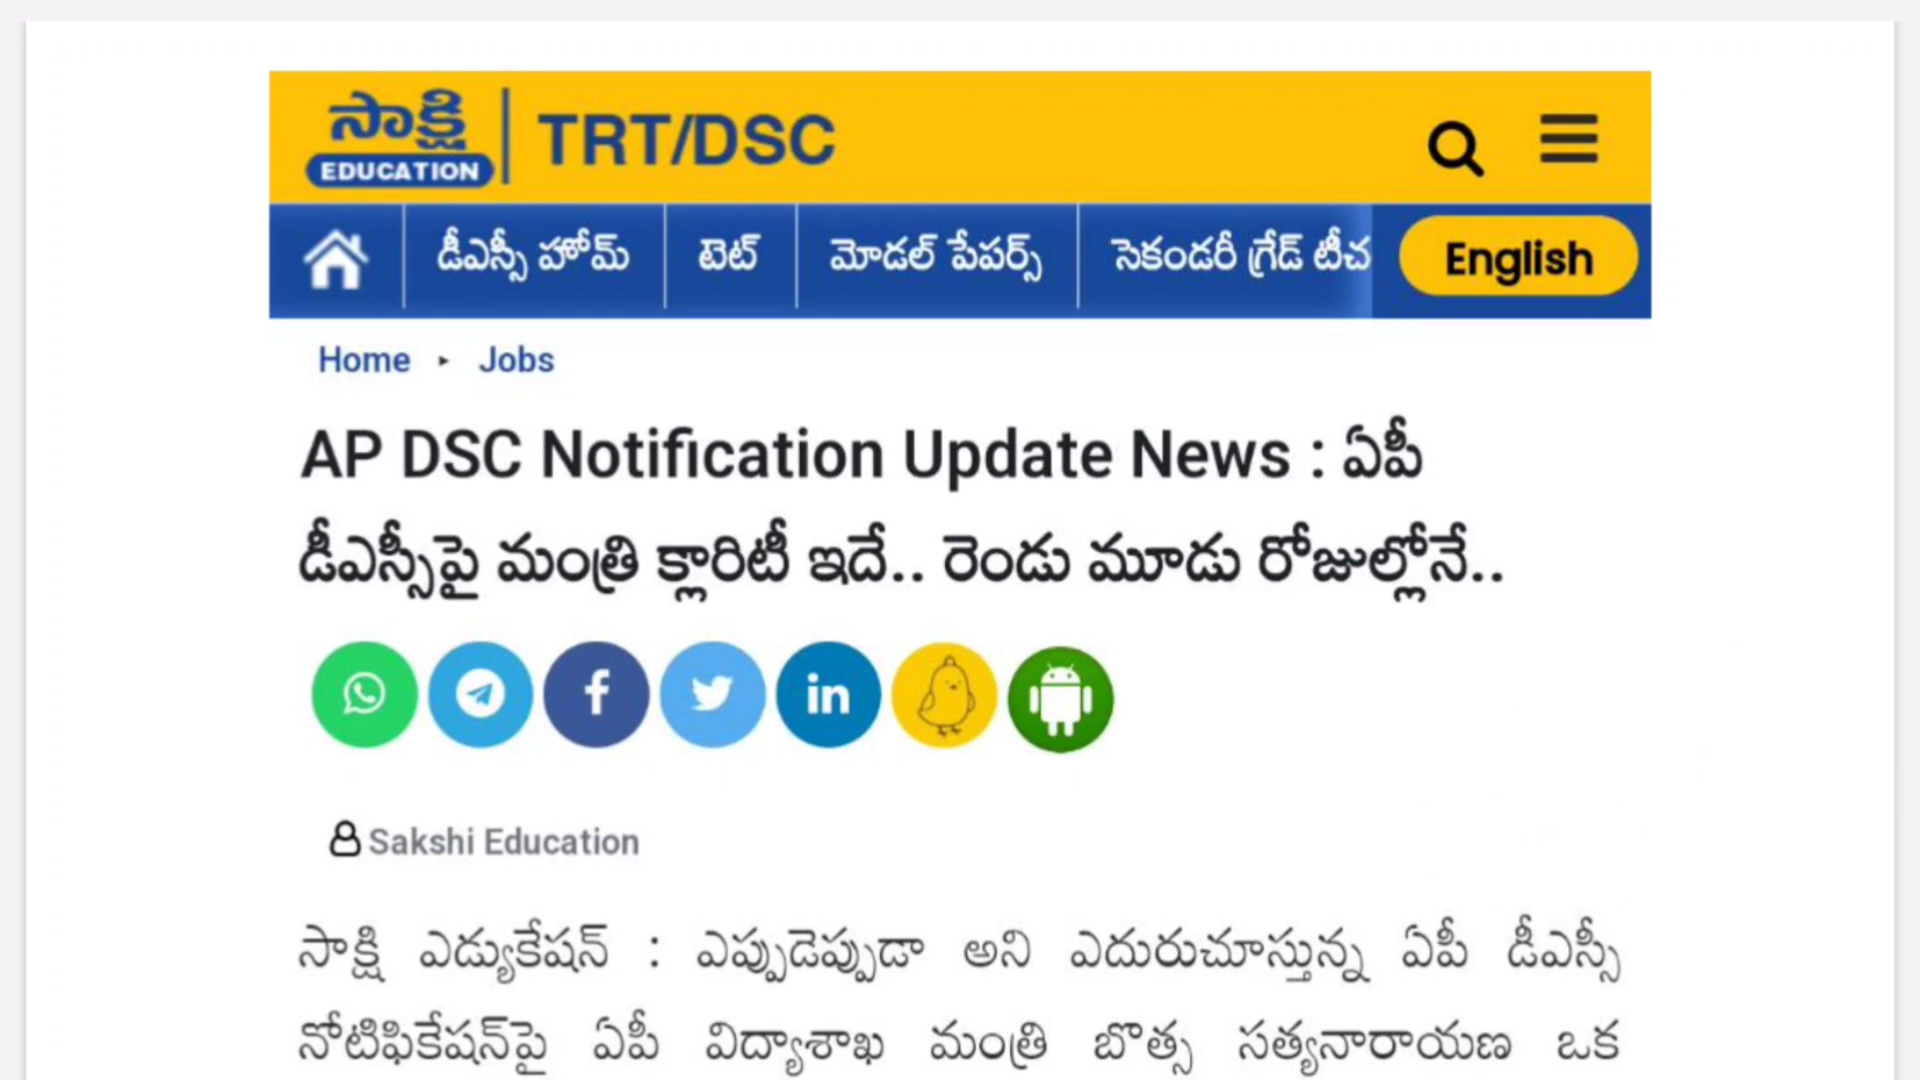 సాక్షి
EDUCATION
TRT/DSC
డీఎస్సీ హోమ్
టెట్
మోడల్ పేపర్స్
సెకండరీ గ్రేడ్ టీచ
English
Home ▸ Jobs
AP DSC Notification Update News : ఏపీ
డీఎస్సీపై మంత్రి క్లారిటీ ఇదే.. రెండు మూడు రోజుల్లోనే..
Sakshi Education
సాక్షి ఎడ్యుకేషన్ : ఎప్పుడెప్పుడా అని ఎదురుచూస్తున్న ఏపీ డీఎస్సీ
నోటిఫికేషన్‌పై ఏపీ విద్యాశాఖ మంత్రి బొత్స సత్యనారాయణ ఒక